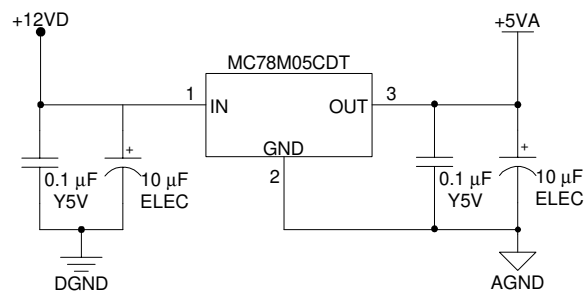 +12VD
+5VA
MC78M05CDT
1
IN
OUT
3
GND
2
+
+
0.1 µF
Y5V
10 µF
ELEC
0.1 µF
Y5V
10 µF
ELEC
DGND
AGND